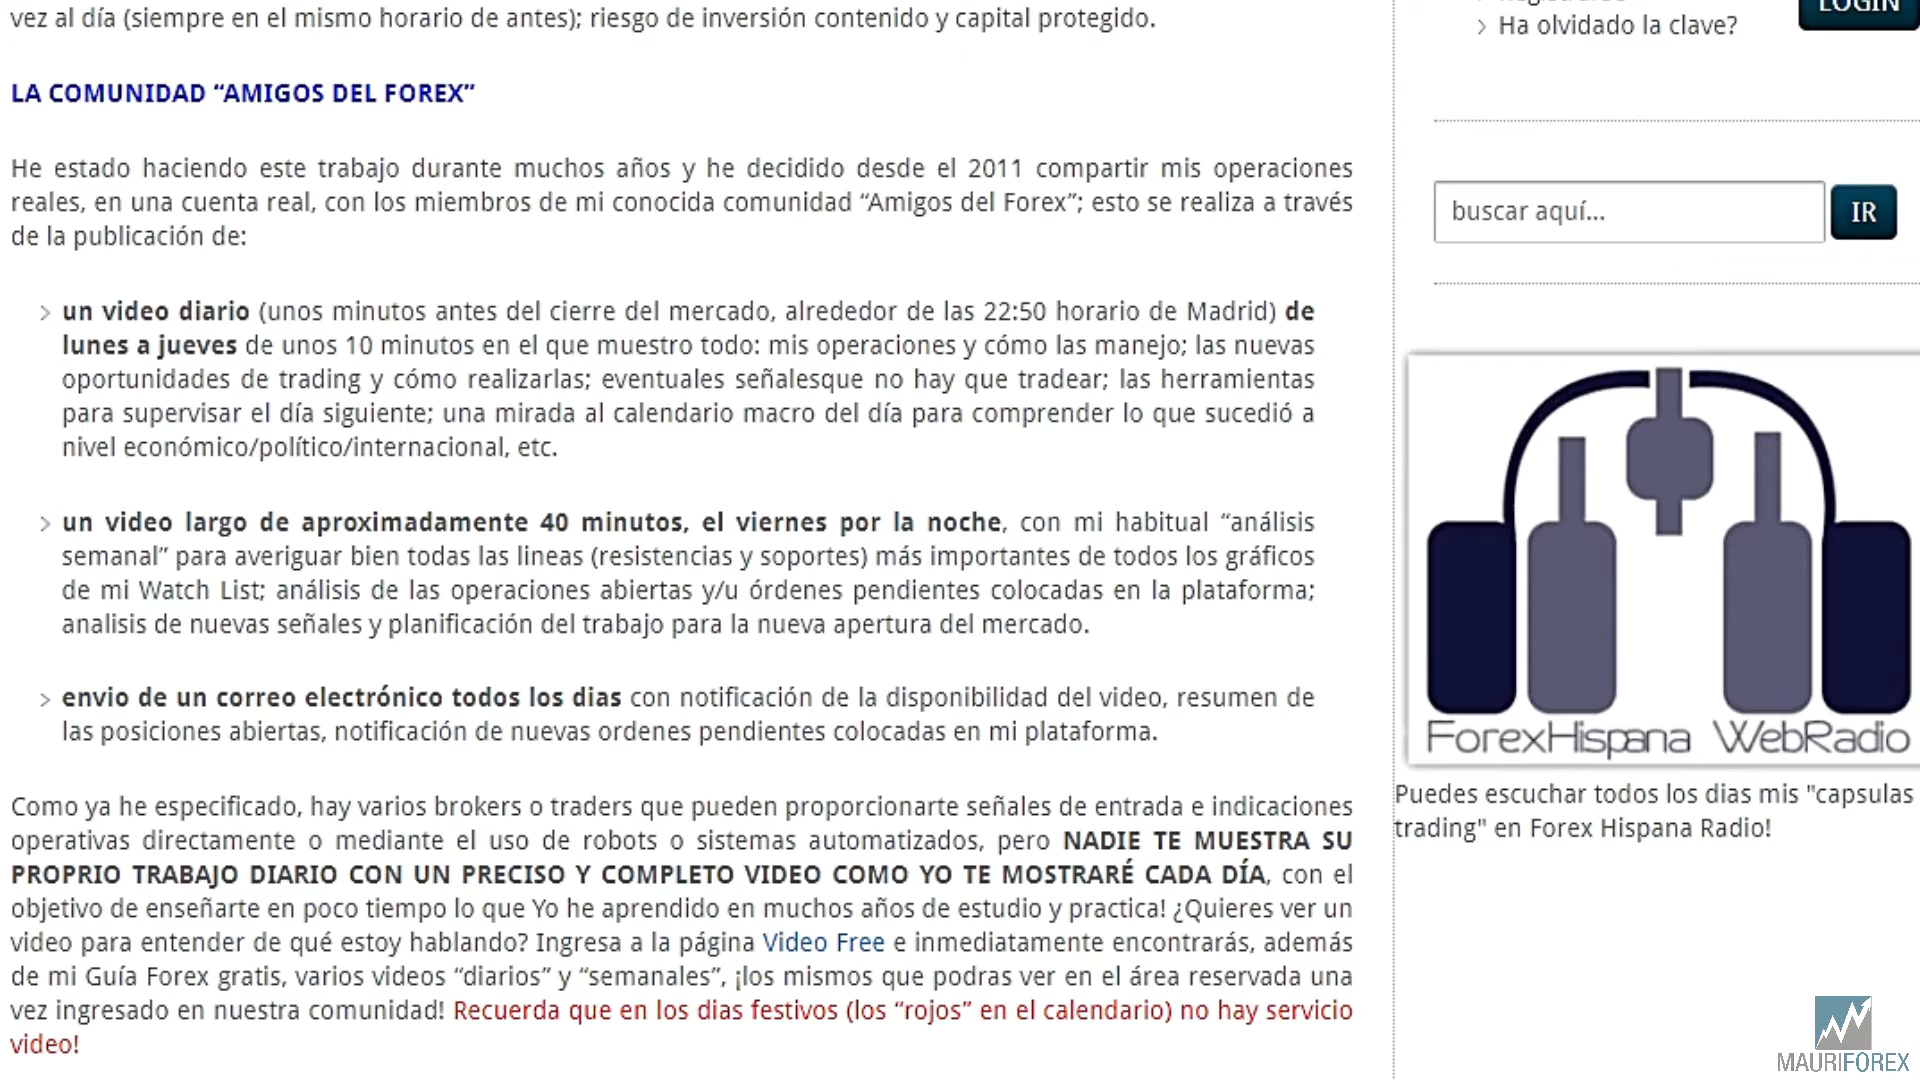 vez al día (siempre en el mismo horario de antes); riesgo de inversión contenido y capital protegido.
LA COMUNIDAD “AMIGOS DEL FOREX”
He estado haciendo este trabajo durante muchos años y he decidido desde el 2011 compartir mis operaciones
reales, en una cuenta real, con los miembros de mi conocida comunidad “Amigos del Forex”; esto se realiza a través
de la publicación de:
un video diario (unos minutos antes del cierre del mercado, alrededor de las 22:50 horario de Madrid) de
lunes a jueves de unos 10 minutos en el que muestro todo: mis operaciones y cómo las manejo; las nuevas
oportunidades de trading y cómo realizarlas; eventuales señalesque no hay que tradear; las herramientas
para supervisar el día siguiente; una mirada al calendario macro del día para comprender lo que sucedió a
nivel económico/político/internacional, etc.
un video largo de aproximadamente 40 minutos, el viernes por la noche, con mi habitual “análisis
semanal” para averiguar bien todas las lineas (resistencias y soportes) más importantes de todos los gráficos
de mi Watch List; análisis de las operaciones abiertas y/u órdenes pendientes colocadas en la plataforma;
analisis de nuevas señales y planificación del trabajo para la nueva apertura del mercado.
envio de un correo electrónico todos los dias con notificación de la disponibilidad del video, resumen de
las posiciones abiertas, notificación de nuevas ordenes pendientes colocadas en mi plataforma.
Como ya he especificado, hay varios brokers o traders que pueden proporcionarte señales de entrada e indicaciones
operativas directamente o mediante el uso de robots o sistemas automatizados, pero NADIE TE MUESTRA SU
PROPRIO TRABAJO DIARIO CON UN PRECISO Y COMPLETO VIDEO COMO YO TE MOSTRARÉ CADA DÍA, con el
objetivo de enseñarte en poco tiempo lo que Yo he aprendido en muchos años de estudio y practica! ¿Quieres ver un
video para entender de qué estoy hablando? Ingresa a la página Video Free e inmediatamente encontrarás, además
de mi Guía Forex gratis, varios videos “diarios” y “semanales”, ¡los mismos que podras ver en el área reservada una
vez ingresado en nuestra comunidad! Recuerda que en los dias festivos (los “rojos” en el calendario) no hay servicio
video!
LOGIN
Ha olvidado la clave?
buscar aquí...
IR
ForexHispana WebRadio
Puedes escuchar todos los dias mis "capsulas
trading" en Forex Hispana Radio!
MAURIFOREX